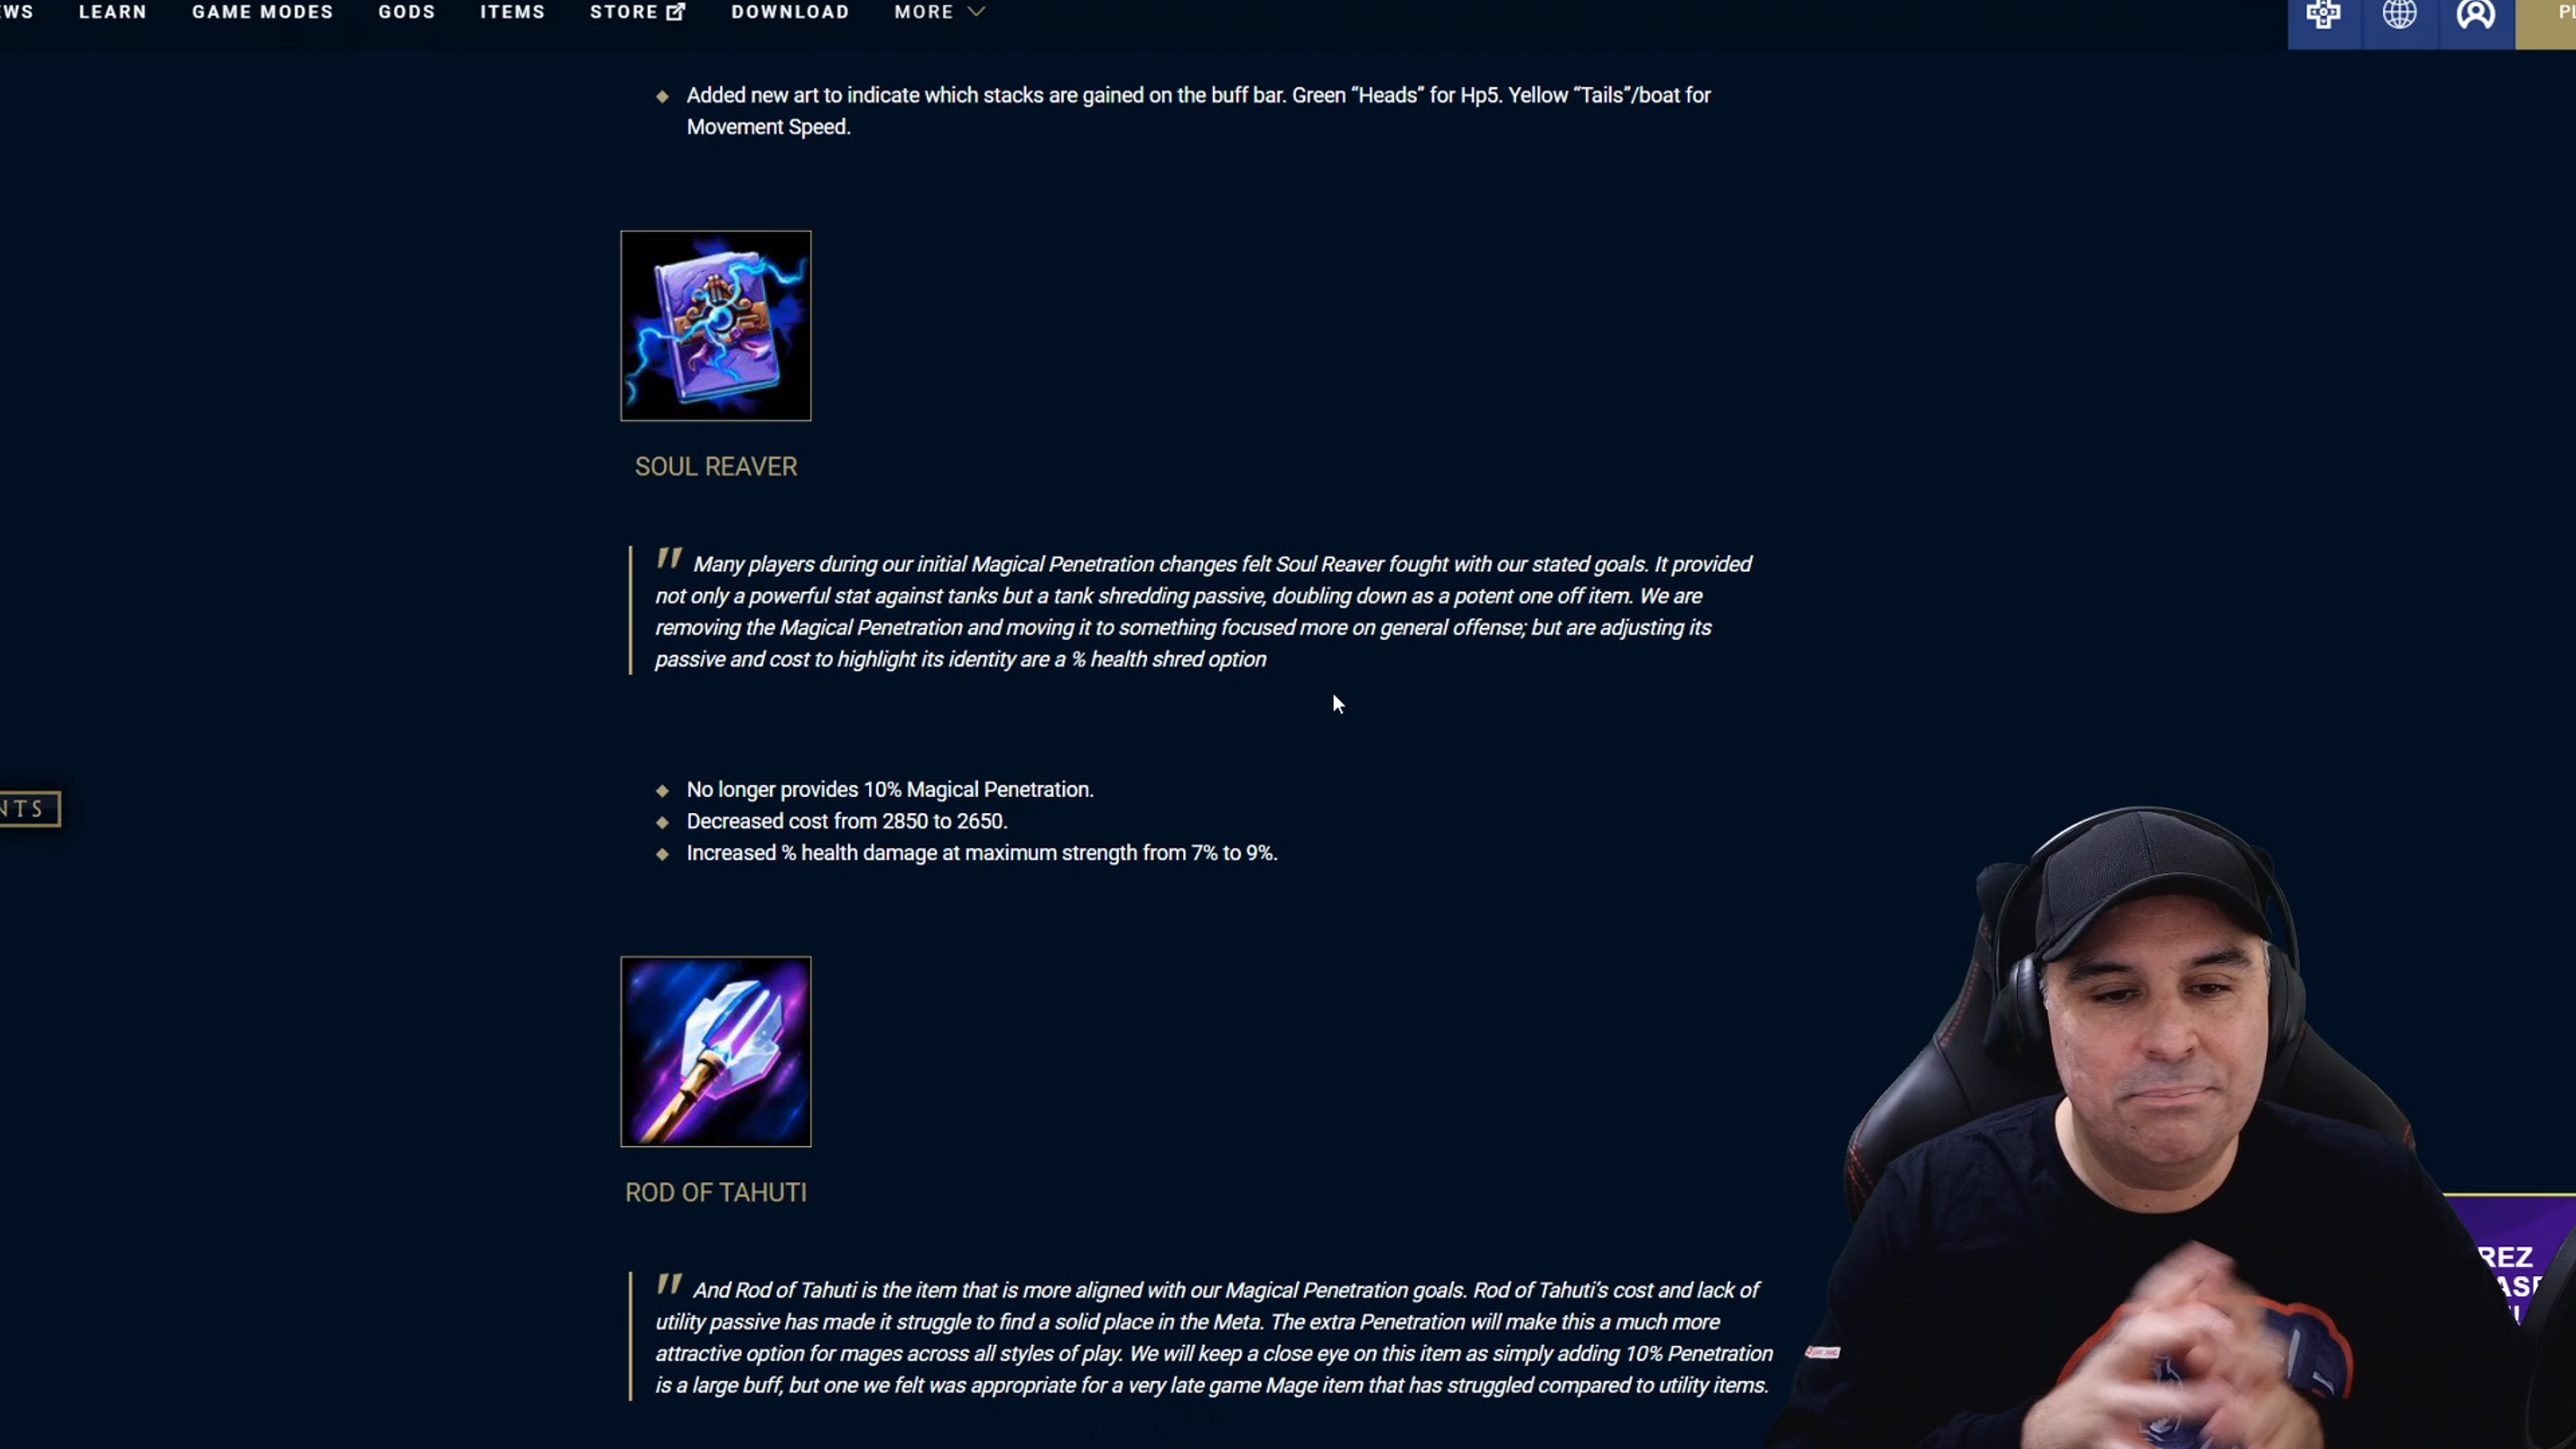 LEARN GAME MODES GODS ITEMS STORE DOWNLOAD MORE
Added new art to indicate which stacks are gained on the buff bar. Green “Heads” for Hp5. Yellow “Tails”/boat for
Movement Speed.
SOUL REAVER
Many players during our initial Magical Penetration changes felt Soul Reaver fought with our stated goals. It provided
not only a powerful stat against tanks but a tank shredding passive, doubling down as a potent one off item. We are
removing the Magical Penetration and moving it to something focused more on general offense; but are adjusting its
passive and cost to highlight its identity are a % health shred option
No longer provides 10% Magical Penetration.
Decreased cost from 2850 to 2650.
Increased % health damage at maximum strength from 7% to 9%.
NTS
ROD OF TAHUTI
And Rod of Tahuti is the item that is more aligned with our Magical Penetration goals. Rod of Tahuti’s cost and lack of
utility passive has made it struggle to find a solid place in the Meta. The extra Penetration will make this a much more
attractive option for mages across all styles of play. We will keep a close eye on this item as simply adding 10% Penetration
is a large buff, but one we felt was appropriate for a very late game Mage item that has struggled compared to utility items.
REZ